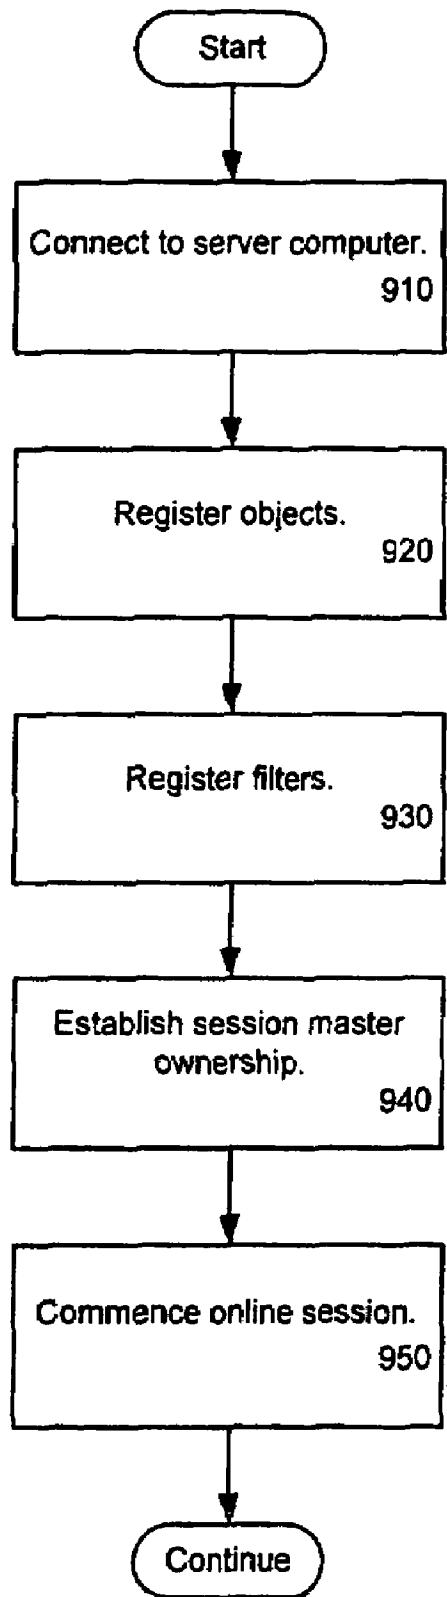 Start
Connect to server computer.
910
Register objects.
920
Register filters.
930
Establish session master
ownership.
940
Commence online session.
950
Continue